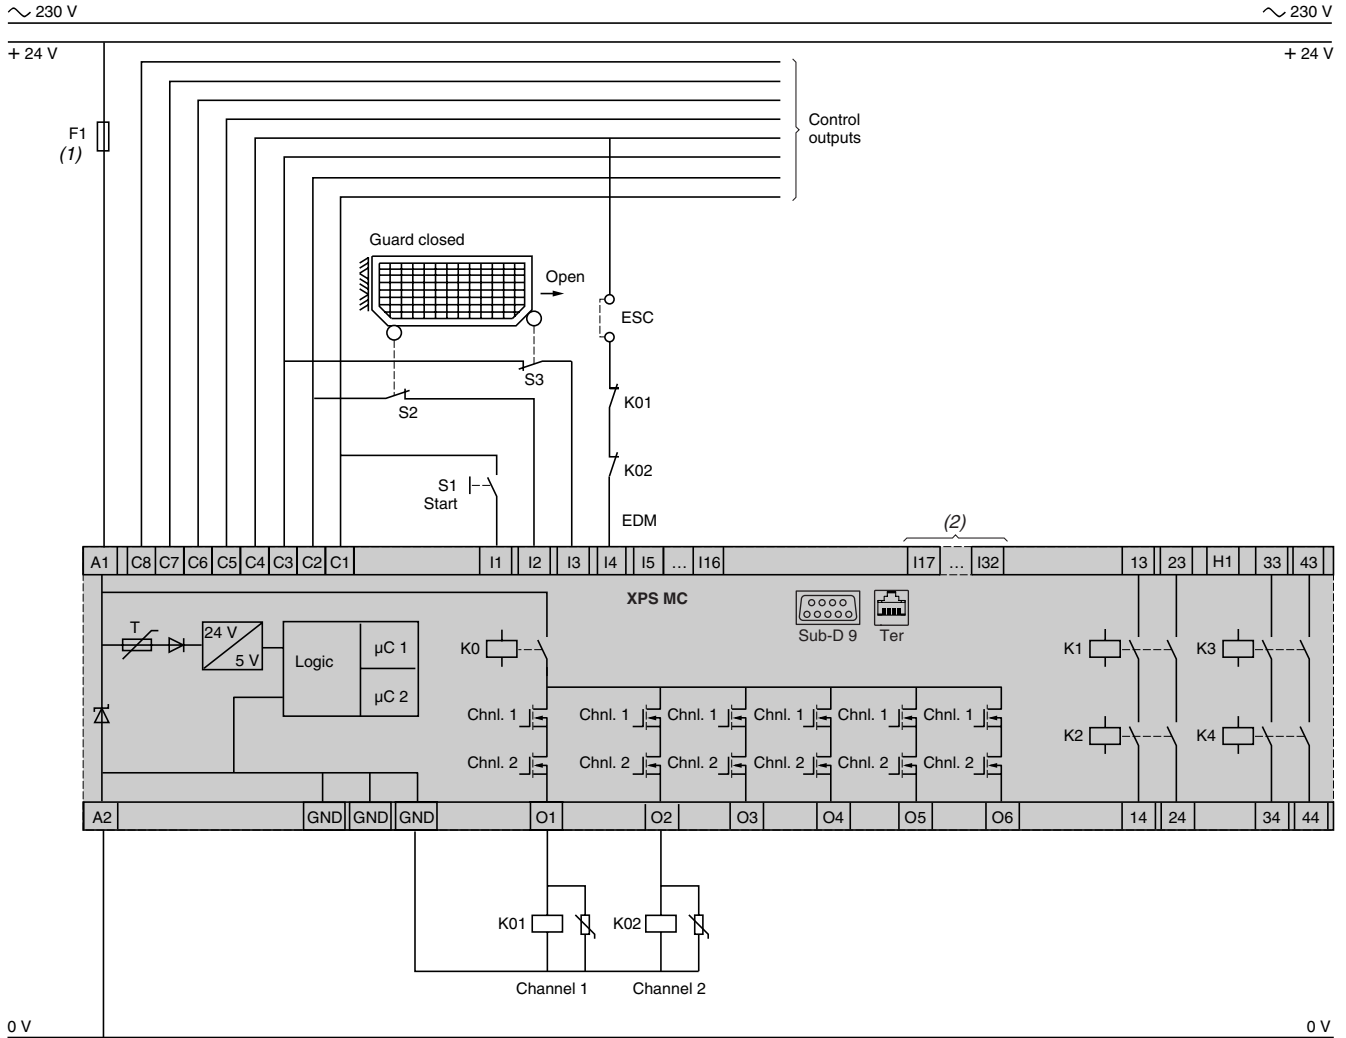 230 V
230 V
+ 24 V
+ 24 V
F1
(1)
Control
outputs
Guard closed
Open
ESC
S3
S2
K01
K02
S1
Start
EDM
(2)
A1 C8 C7 C6 C5 C4 C3 C2 C1 I1 I2 I3 I4 I5 ... I16 I17 ... I32 13 23 H1 33 43
XPS MC
Sub-D 9
Ter
T
24 V
5 V
Logic
µC 1
µC 2
K0
K1
K3
Chnl. 1 Chnl. 1 Chnl. 1 Chnl. 1 Chnl. 1 Chnl. 1
K2
K4
Chnl. 2 Chnl. 2 Chnl. 2 Chnl. 2 Chnl. 2 Chnl. 2
A2 GND GND GND O1 O2 O3 O4 O5 O6 14 24 34 44
K01
K02
Channel 1
Channel 2
0 V
0 V